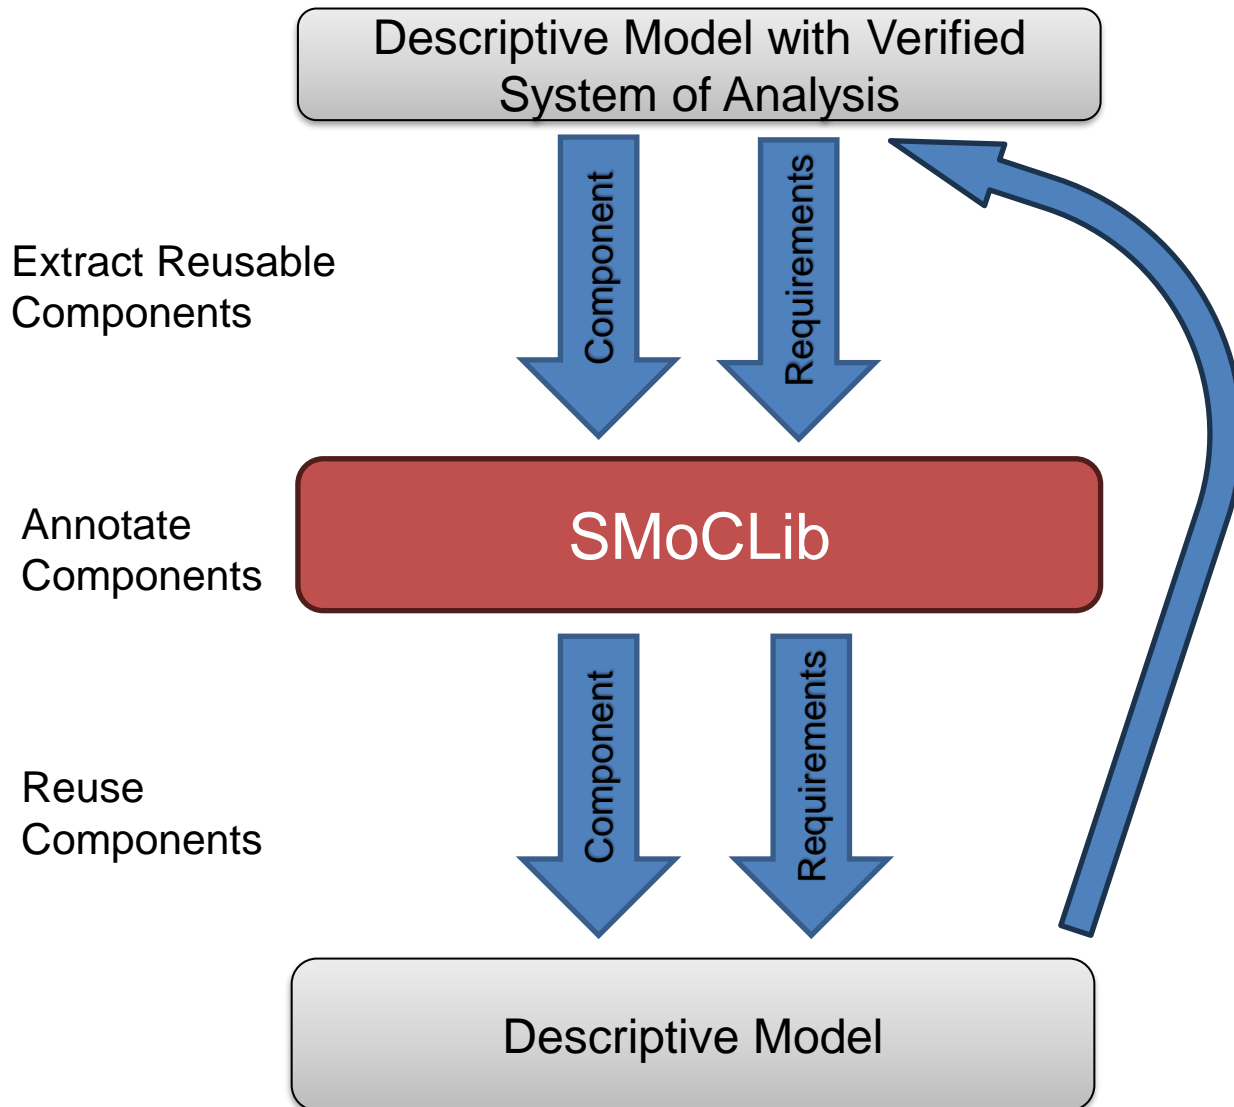 Descriptive Model with Verified
System of Analysis
Component
Requirements
Extract Reusable
Components
SMoCLib
Annotate
Components
Component
Requirements
Reuse
Components
Descriptive Model